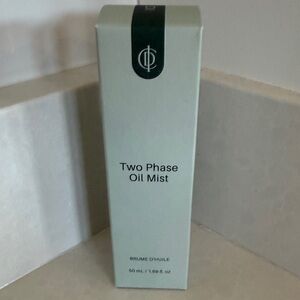 Two Phase
Oil Mist
BRUME D'HUILE
50 mL / 1.69 fl. oz